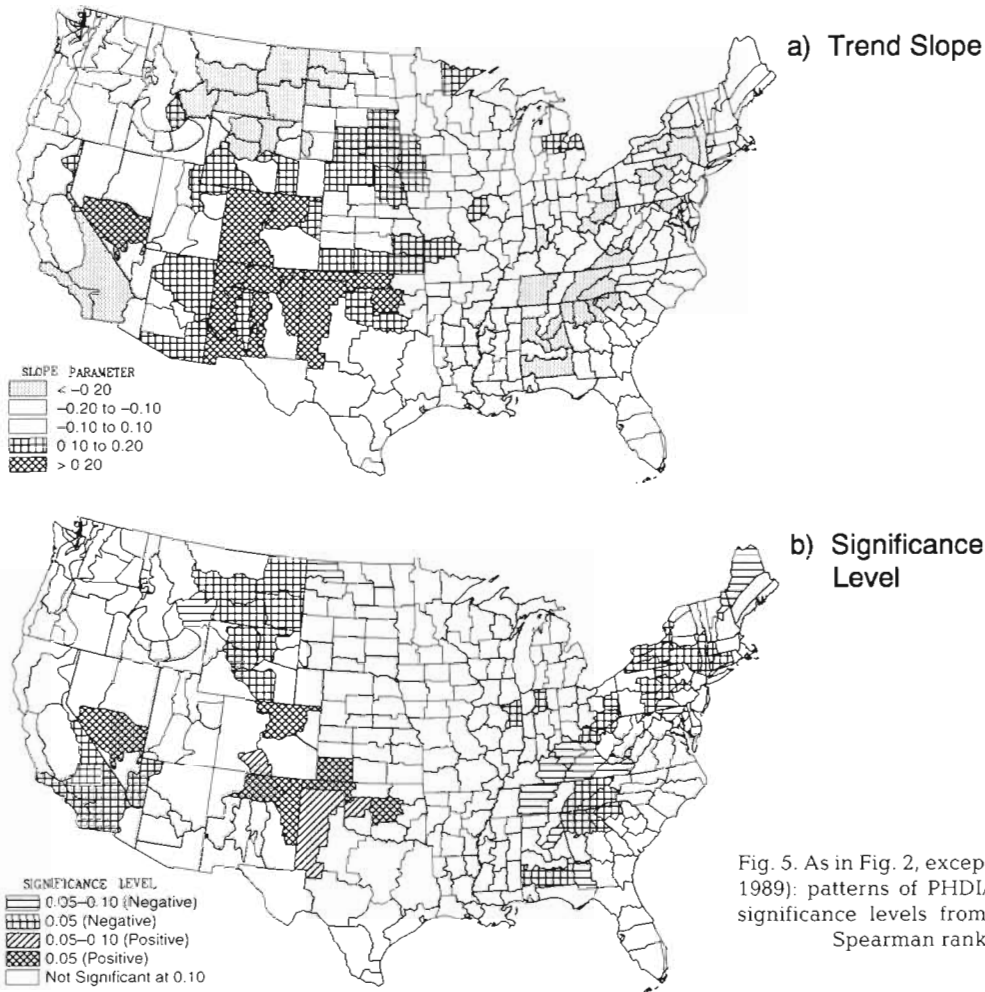 a) Trend Slope
SLOPE PARAMETER
< -0 20
-0.20 to -0.10
-0.10 to 0.10
0 10 to 0.20
> 0 20
b) Significance
Level
SIGNIFICANCE LEVEL
0.05-0.10 (Negative)
0.05 (Negative)
0.05-0.10 (Positive)
0.05 (Positive)
Not Significant at 0.10
Fig. 5. As in Fig. 2, excep
1989): patterns of PHDI
significance levels from
Spearman rank